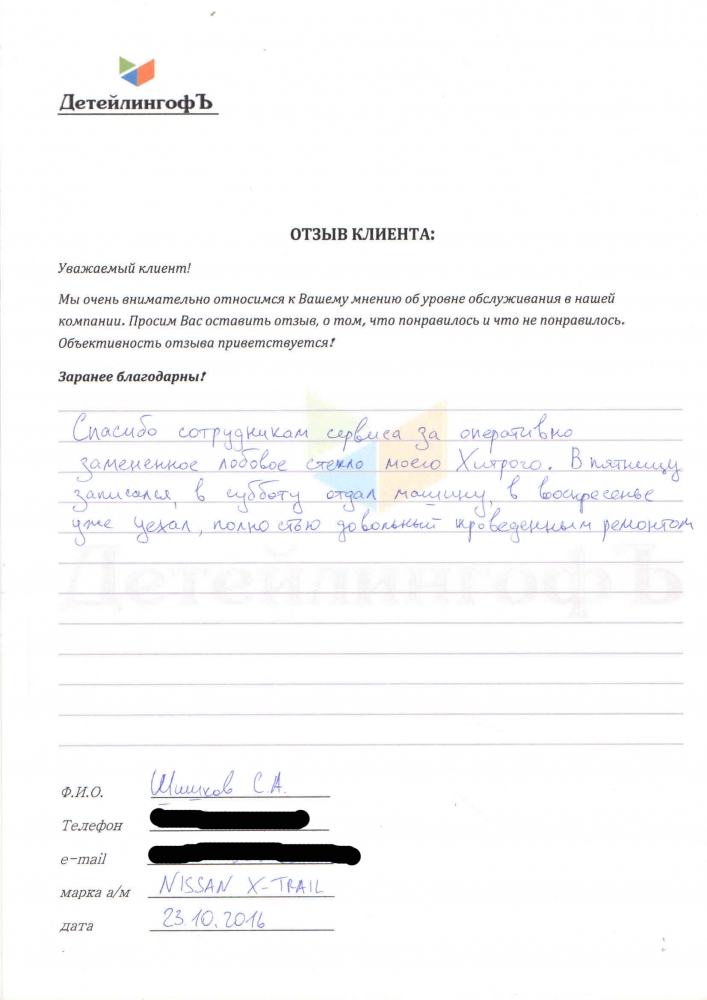 ДетейлингофЪ
ОТЗЫВ КЛИЕНТА:
Уважаемый клиент!
Мы очень внимательно относимся к Вашему мнению об уровне обслуживания в нашей
компании. Просим Вас оставить отзыв, о том, что понравилось и что не понравилось.
Объективность отзыва приветствуется!
Заранее благодарны!
Спасибо сотрудникам сервиса за оперативно
замененное лобовое стекло моего Хитрого. В пятницу
записался, в субботу отдал машину, в воскресенье
уже уехал, полностью довольный проведенным ремонтом
ДетейлингофЪ
Ф.И.О. Шишков С.А.
Телефон
e-mail
марка а/м NISSAN X-TRAIL
дата 23.10.2016